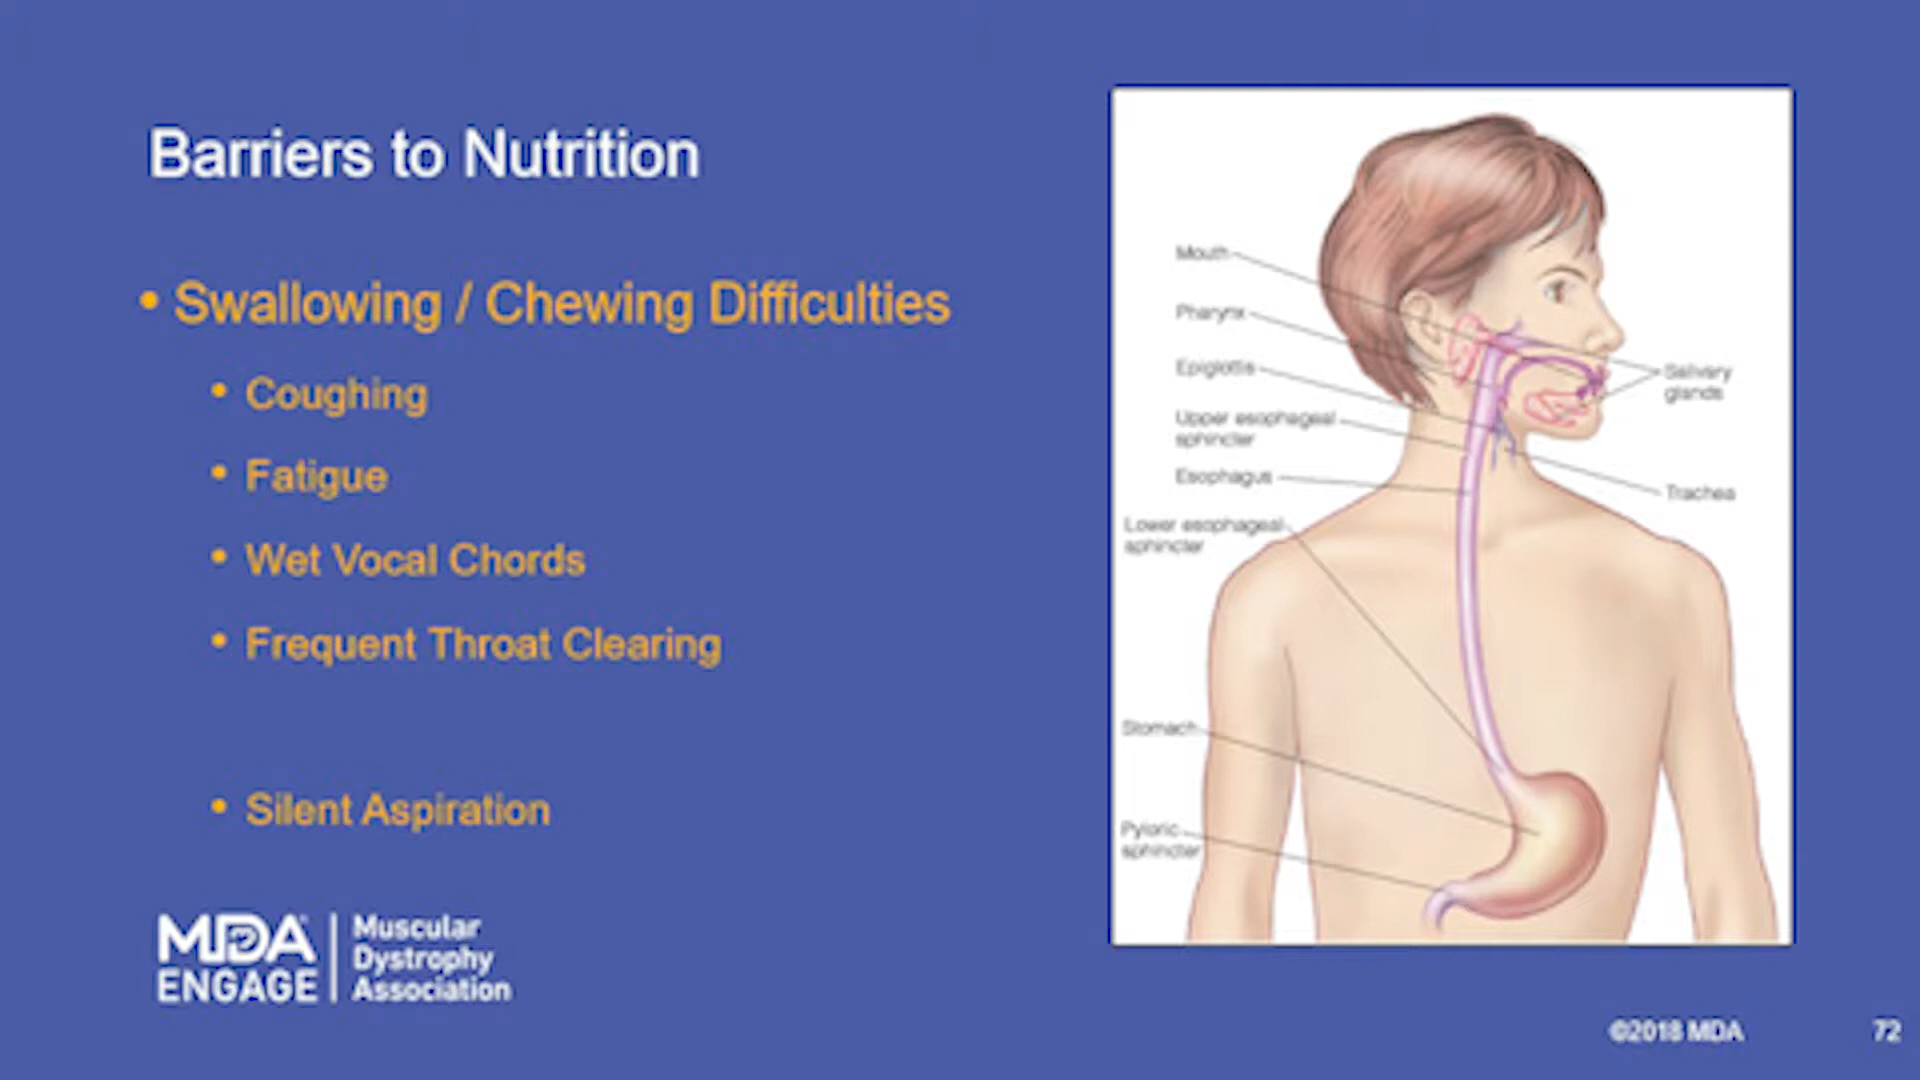 Barriers to Nutrition
• Swallowing / Chewing Difficulties
• Coughing
• Fatigue
• Wet Vocal Chords
• Frequent Throat Clearing
• Silent Aspiration
Mouth
Pharynx
Epiglottis
Upper esophageal
sphincter
Esophagus
Lower esophageal
sphincter
Stomach
Pyloric
sphincter
Salivary
glands
Trachea
MDA
ENGAGE
Muscular
Dystrophy
Association
©2018 MDA
72